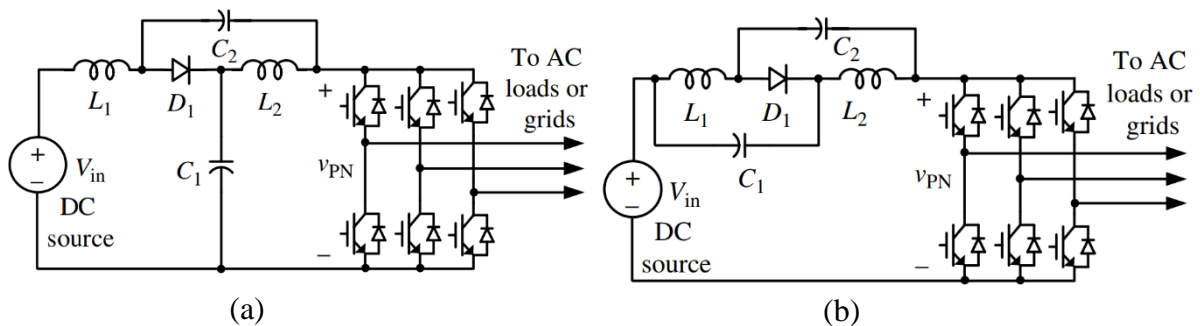 C2
L1
D1
L2
+
To AC
loads or
grids
+
−
Vin
DC
source
C1
vPN
−
(a)
C2
L1
D1
L2
C1
+
To AC
loads or
grids
+
−
Vin
DC
source
vPN
−
(b)